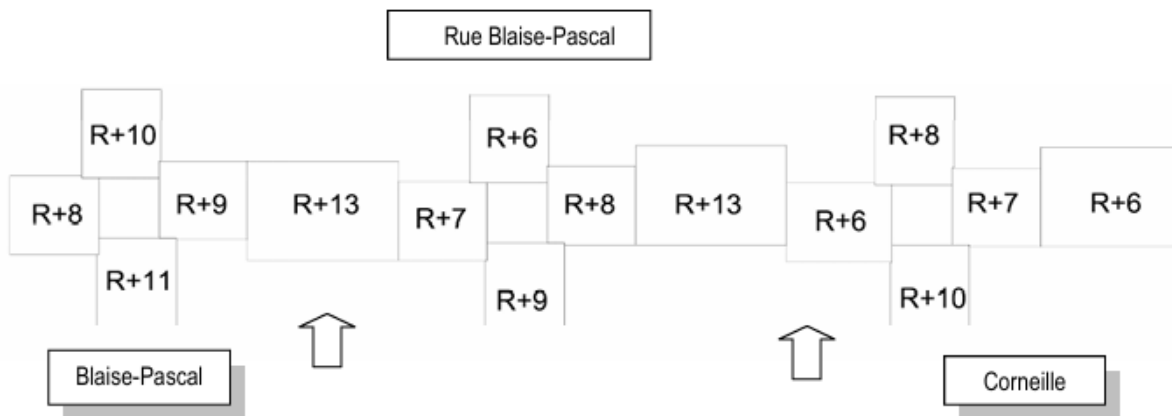 Rue Blaise-Pascal
R+10
R+6
R+8
R+8
R+9
R+13
R+7
R+8
R+13
R+6
R+7
R+6
R+11
R+9
R+10
Blaise-Pascal
Corneille